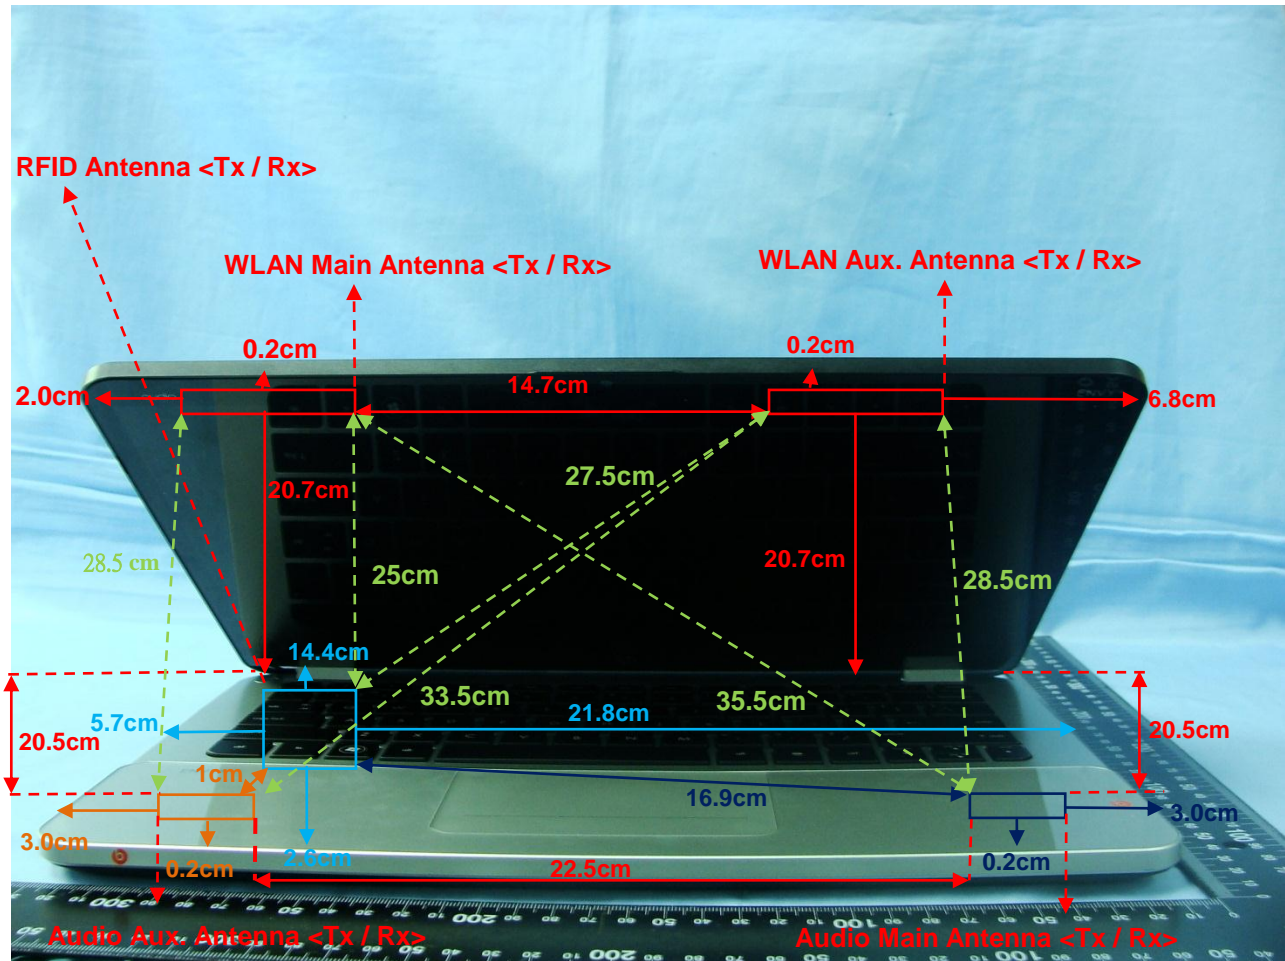 RFID Antenna <Tx / Rx>
WLAN Main Antenna <Tx / Rx>
WLAN Aux. Antenna <Tx / Rx>
0.2cm
0.2cm
2.0cm
14.7cm
6.8cm
27.5cm
20.7cm
28.5 cm
25cm
20.7cm
28.5cm
14.4cm
33.5cm
35.5cm
5.7cm
21.8cm
20.5cm
20.5cm
1cm
16.9cm
3.0cm
3.0cm
0.2cm
2.6cm
22.5cm
0.2cm
Audio Aux. Antenna <Tx / Rx>
Audio Main Antenna <Tx / Rx>